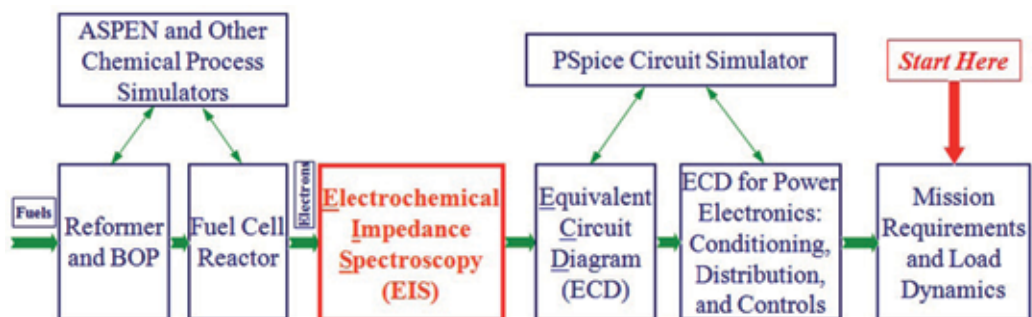 ASPEN and Other
Chemical Process
Simulators
PSpice Circuit Simulator
Start Here
Fuels
Reformer
and BOP
Fuel Cell
Reactor
Electrons
Electrochemical
Impedance
Spectroscopy
(EIS)
Equivalent
Circuit
Diagram
(ECD)
ECD for Power
Electronics:
Conditioning,
Distribution,
and Controls
Mission
Requirements
and Load
Dynamics